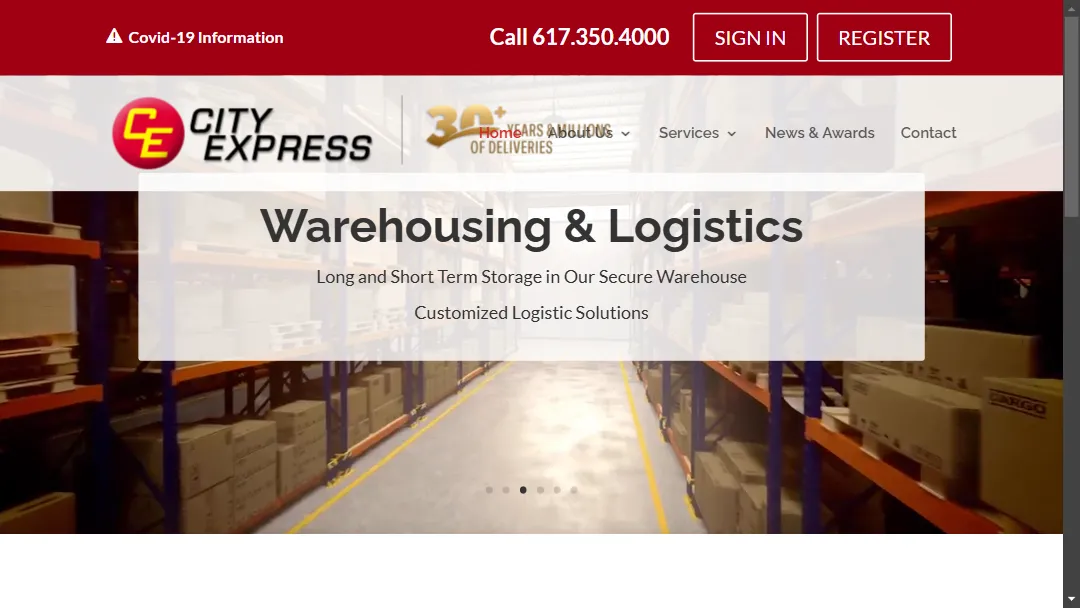 Covid-19 Information
Call 617.350.4000
SIGN IN
REGISTER
CE CITY EXPRESS
30+ YEARS & MILLIONS OF DELIVERIES
Home
About Us
Services
News & Awards
Contact
Warehousing & Logistics
Long and Short Term Storage in Our Secure Warehouse
Customized Logistic Solutions
CARGO